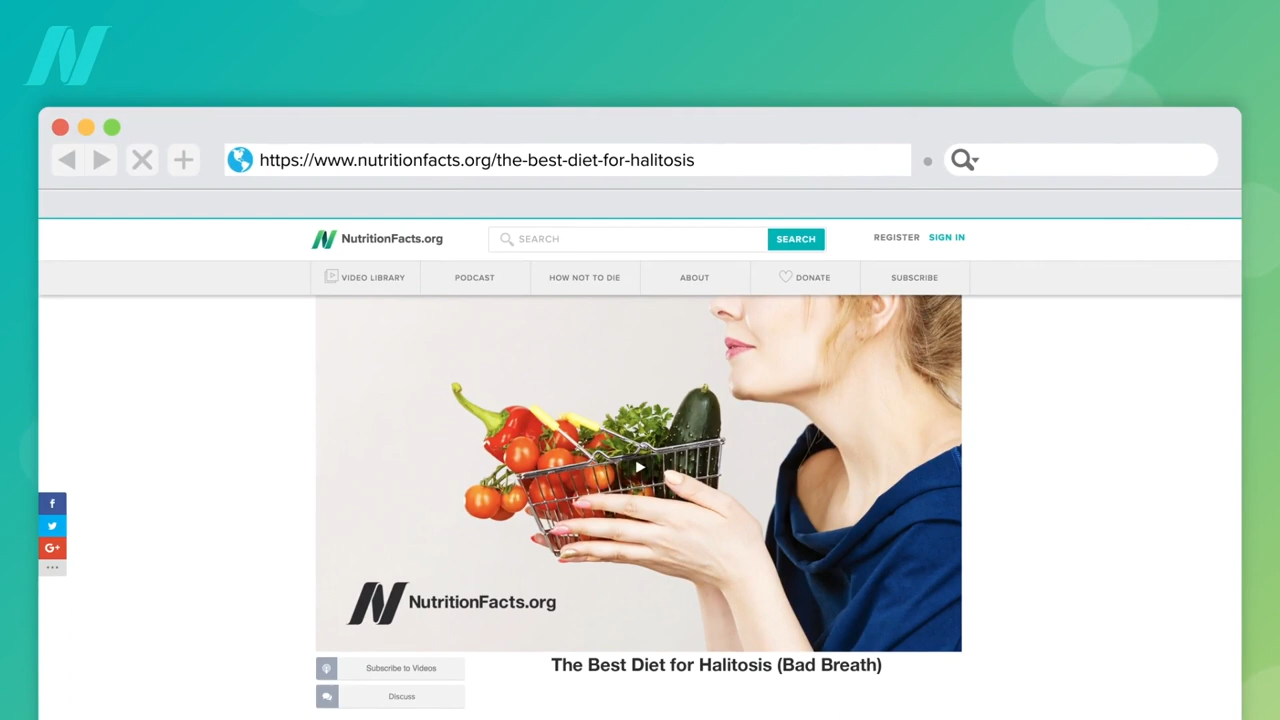 https://www.nutritionfacts.org/the-best-diet-for-halitosis
NutritionFacts.org
SEARCH
SEARCH
REGISTER
SIGN IN
VIDEO LIBRARY
PODCAST
HOW NOT TO DIE
ABOUT
DONATE
SUBSCRIBE
f
G+
NutritionFacts.org
Subscribe to Videos
The Best Diet for Halitosis (Bad Breath)
Discuss